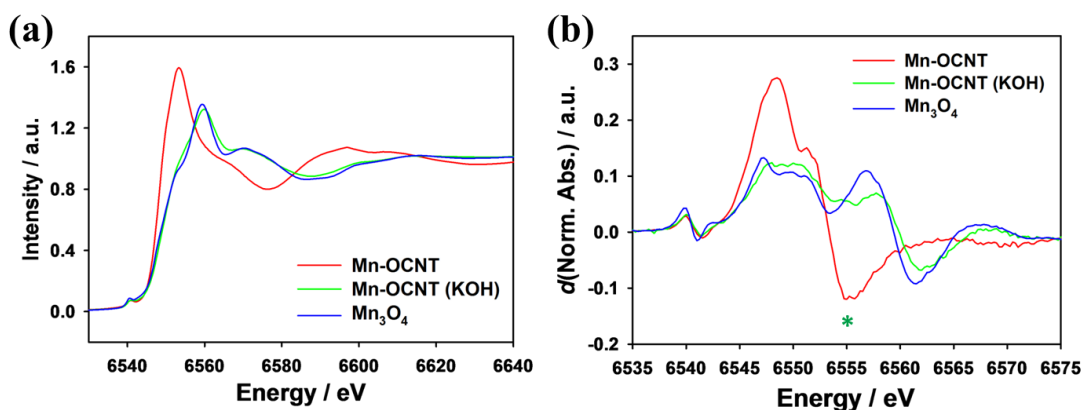 (a)
Intensity / a.u.
1.6
1.2
0.8
0.4
0.0
Mn-OCNT
Mn-OCNT (KOH)
Mn3O4
6540 6560 6580 6600 6620 6640
Energy / eV
(b)
d(Norm. Abs.) / a.u.
0.3
0.2
0.1
0.0
-0.1
-0.2
Mn-OCNT
Mn-OCNT (KOH)
Mn3O4
*
6535 6540 6545 6550 6555 6560 6565 6570 6575
Energy / eV